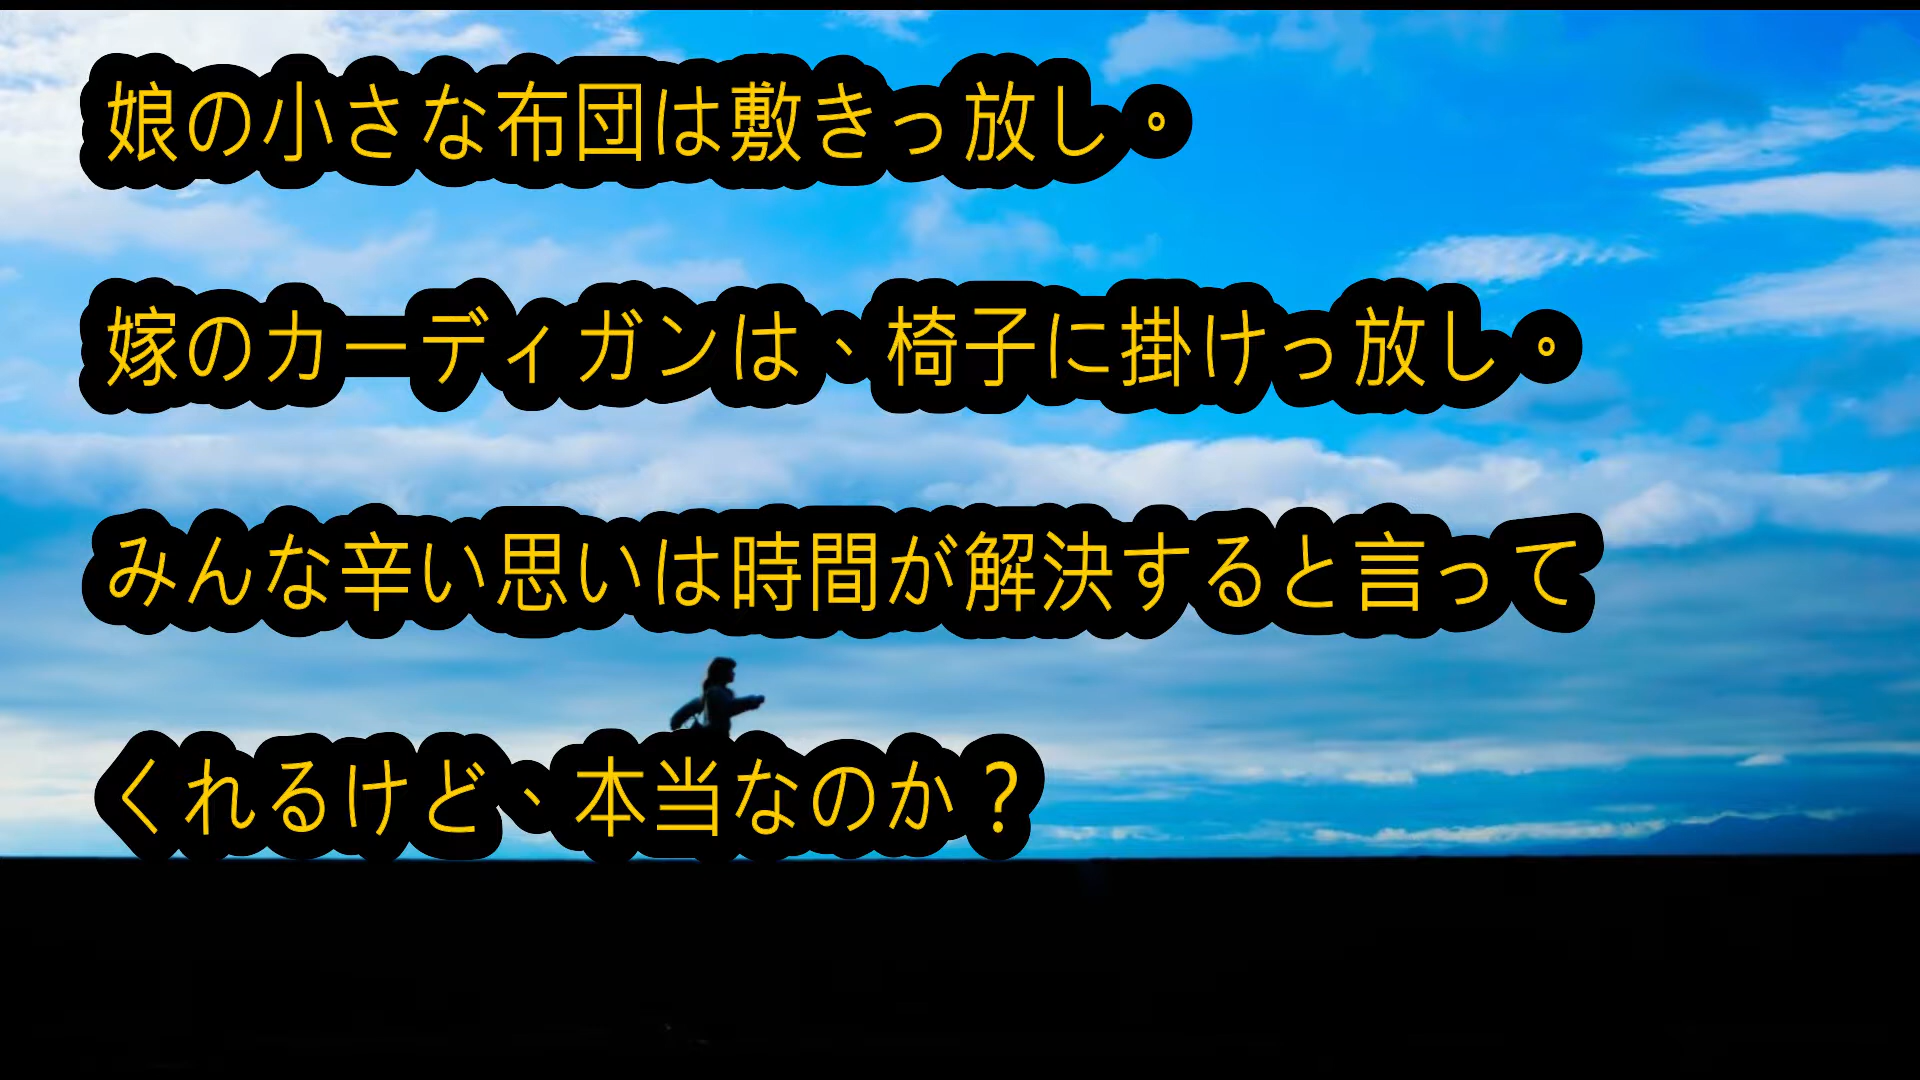 娘の小さな布団は敷きっ放し。
嫁のカーディガンは、椅子に掛けっ放し。
みんな辛い思いは時間が解決すると言って
くれるけど、本当なのか？